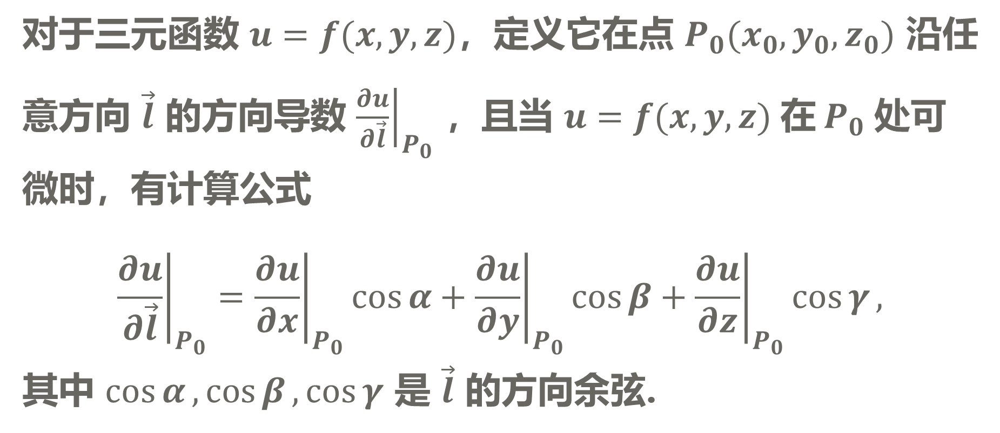 对于三元函数 $u = f(x, y, z)$，定义它在点 $P_0(x_0, y_0, z_0)$ 沿任
意方向 $\vec{l}$ 的方向导数 $\left.\frac{\partial u}{\partial \vec{l}}\right|_{P_0}$ ，且当 $u = f(x, y, z)$ 在 $P_0$ 处可
微时，有计算公式
$\left.\frac{\partial u}{\partial \vec{l}}\right|_{P_0} = \left.\frac{\partial u}{\partial x}\right|_{P_0} \cos \alpha + \left.\frac{\partial u}{\partial y}\right|_{P_0} \cos \beta + \left.\frac{\partial u}{\partial z}\right|_{P_0} \cos \gamma ,$
其中 $\cos \alpha , \cos \beta , \cos \gamma$ 是 $\vec{l}$ 的方向余弦.